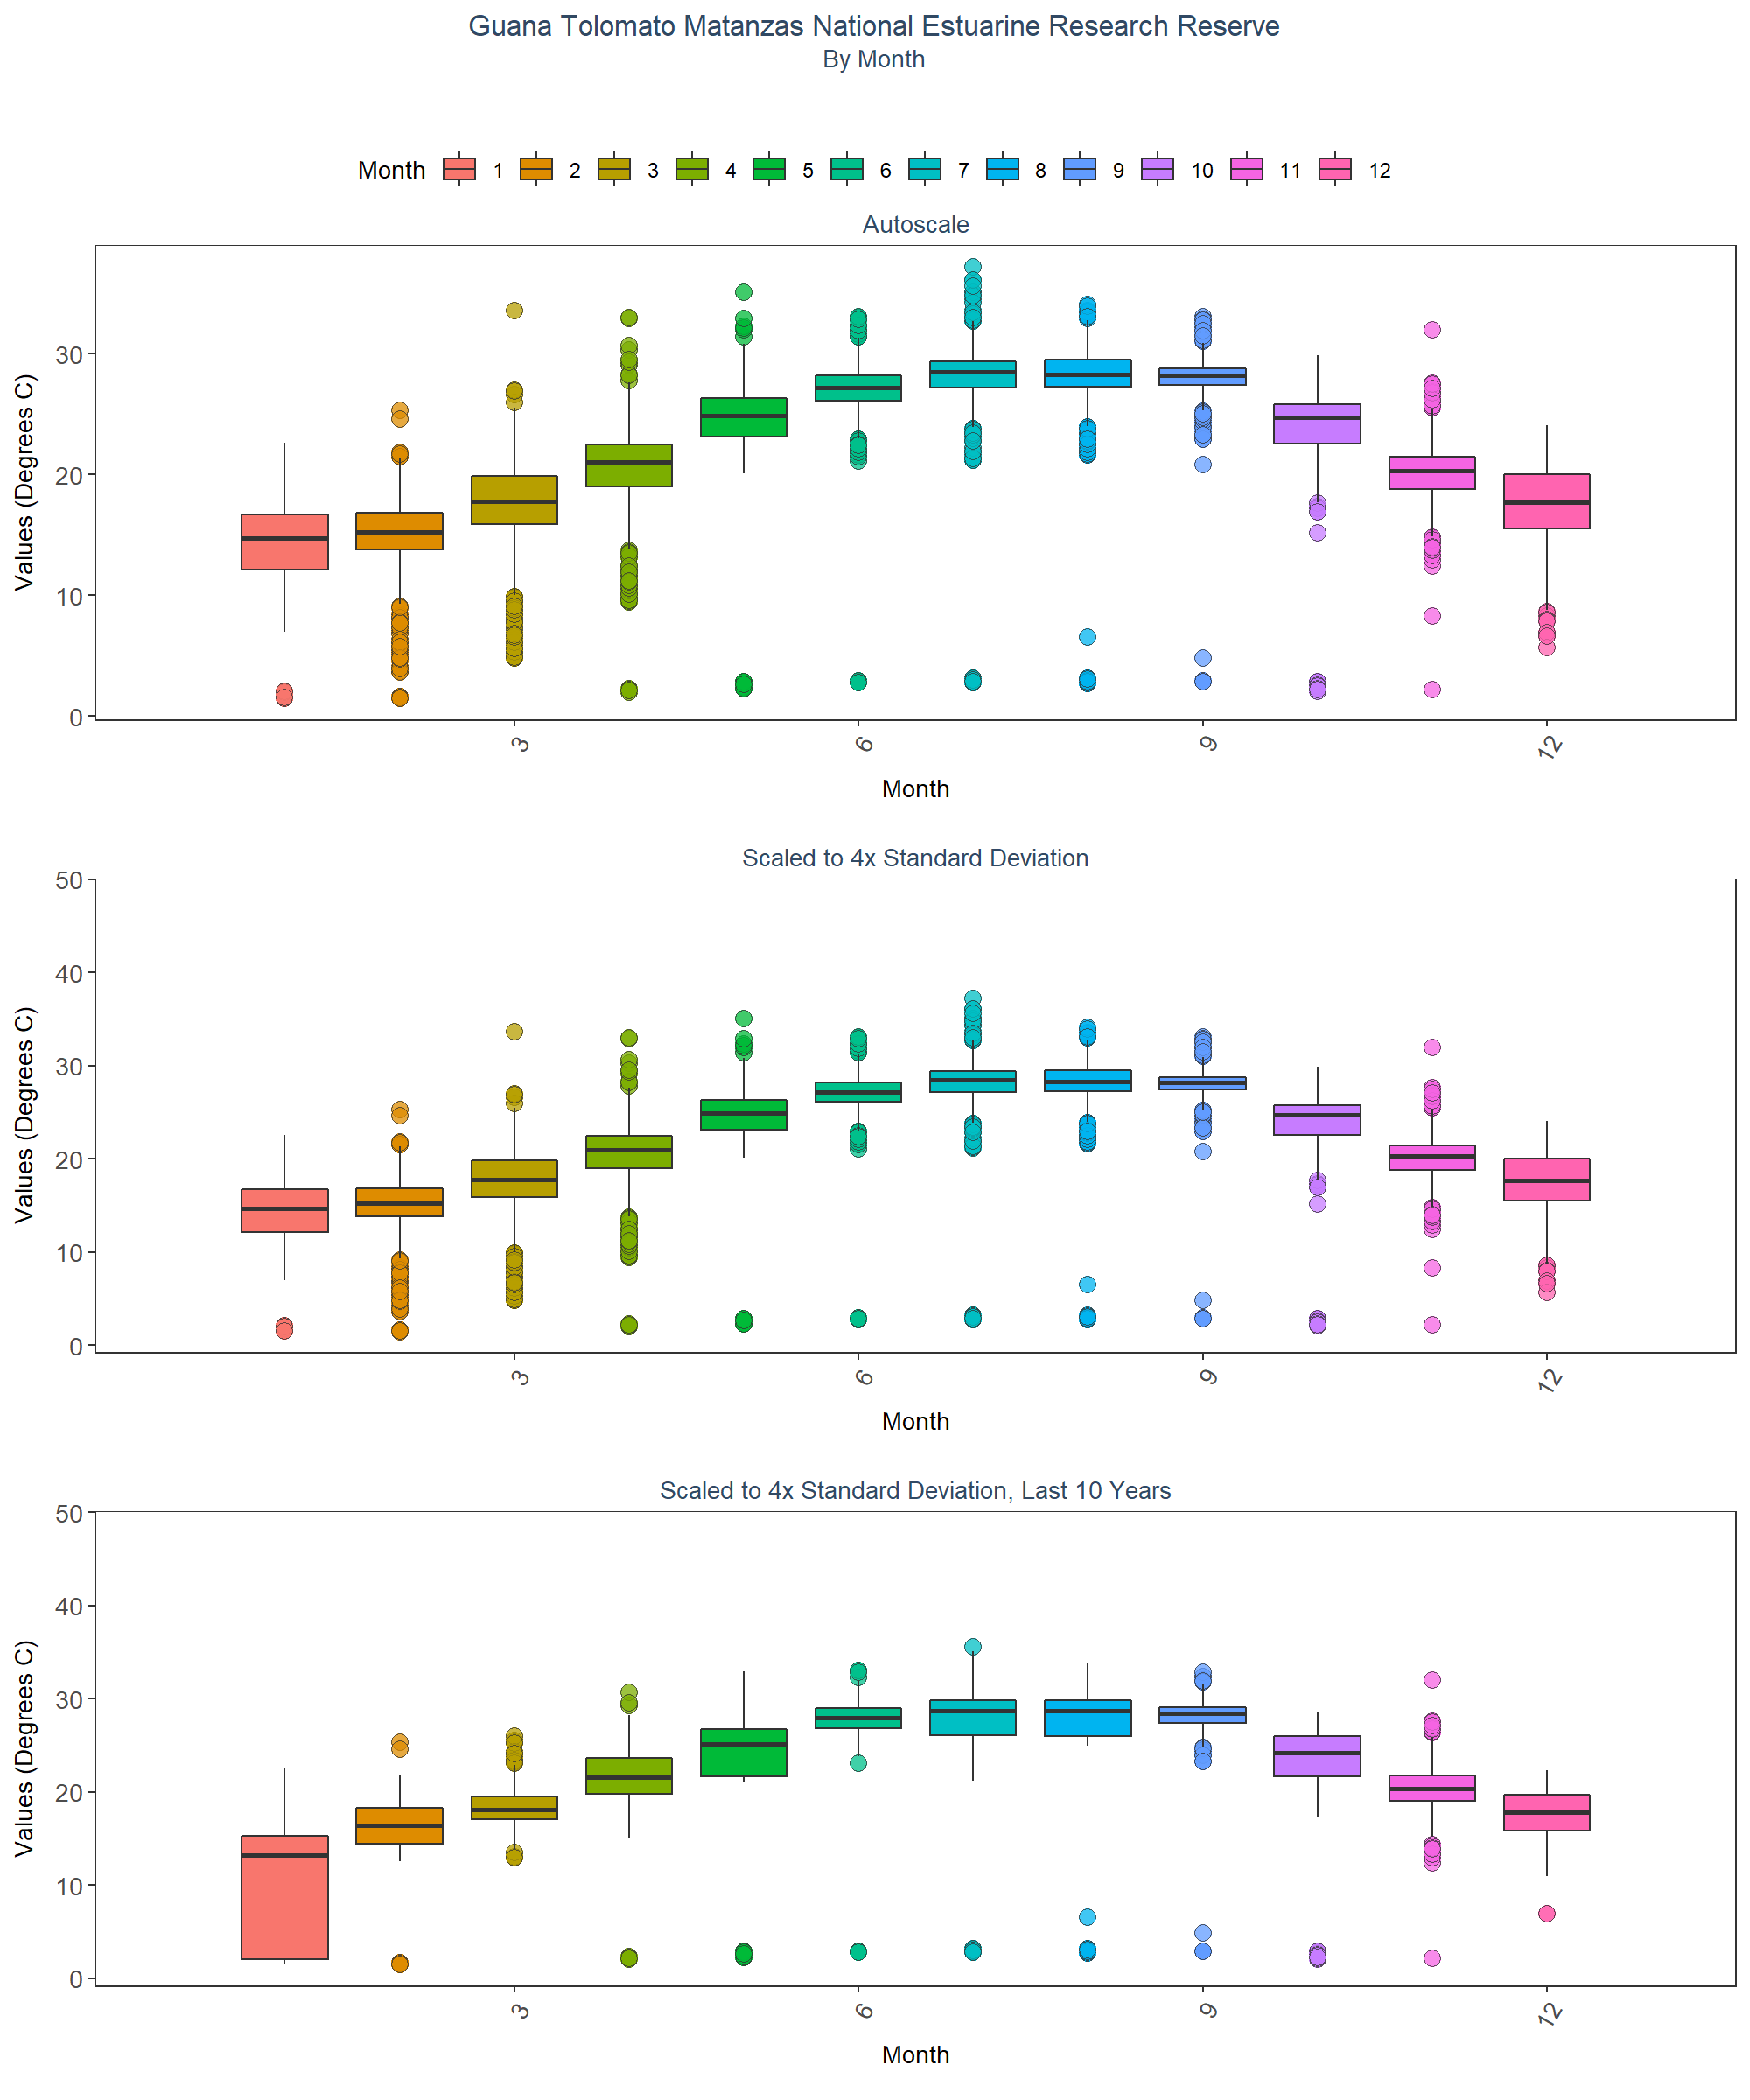 Guana Tolomato Matanzas National Estuarine Research Reserve
By Month
Month 1 2 3 4 5 6 7 8 9 10 11 12
Autoscale
Values (Degrees C)
30
20
10
0
3 6 9 12
Month
Scaled to 4x Standard Deviation
Values (Degrees C)
50
40
30
20
10
0
3 6 9 12
Month
Scaled to 4x Standard Deviation, Last 10 Years
Values (Degrees C)
50
40
30
20
10
0
3 6 9 12
Month